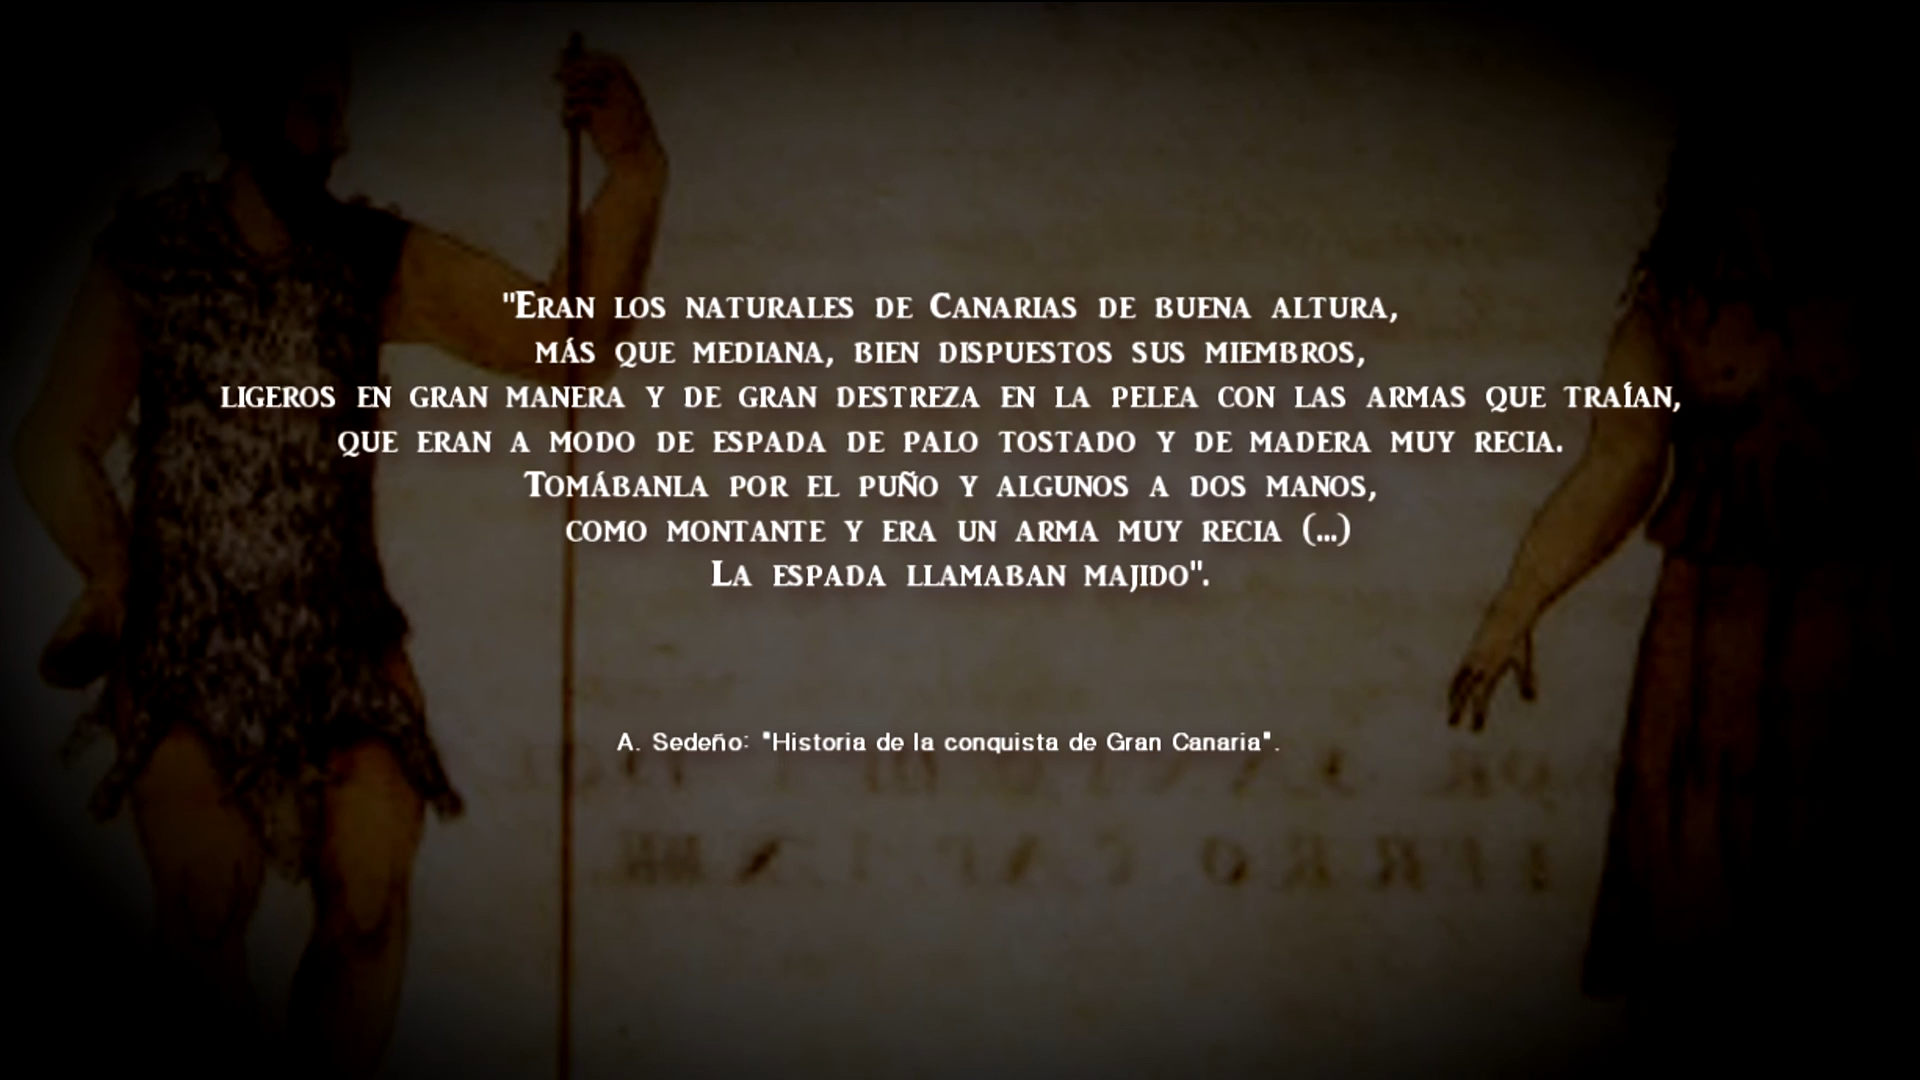 "Eran los naturales de Canarias de buena altura,
más que mediana, bien dispuestos sus miembros,
ligeros en gran manera y de gran destreza en la pelea con las armas que traían,
que eran a modo de espada de palo tostado y de madera muy recia.
Tomábanla por el puño y algunos a dos manos,
como montante y era un arma muy recia (...)
La espada llamaban majido".
A. Sedeño: "Historia de la conquista de Gran Canaria".